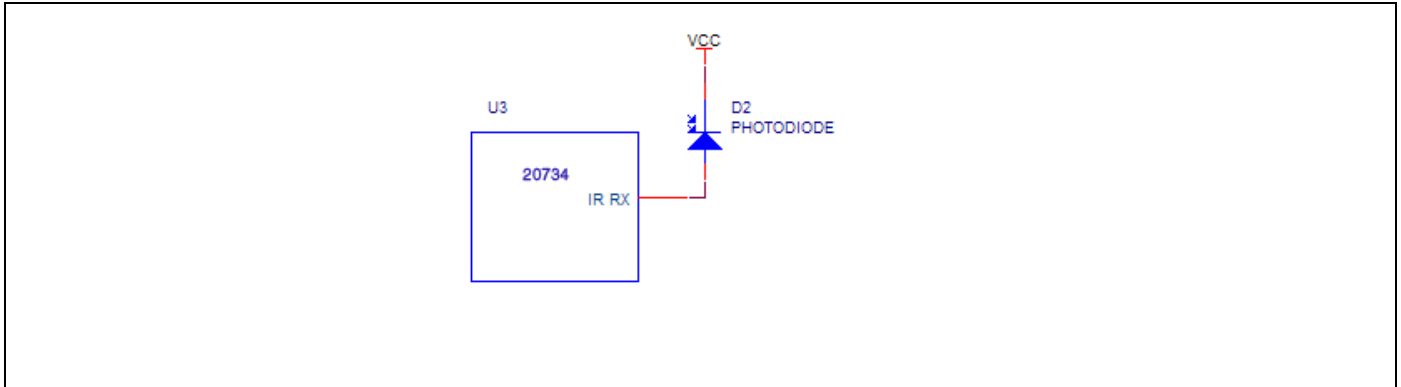 VCC
U3
D2
PHOTODIODE
20734
IR RX